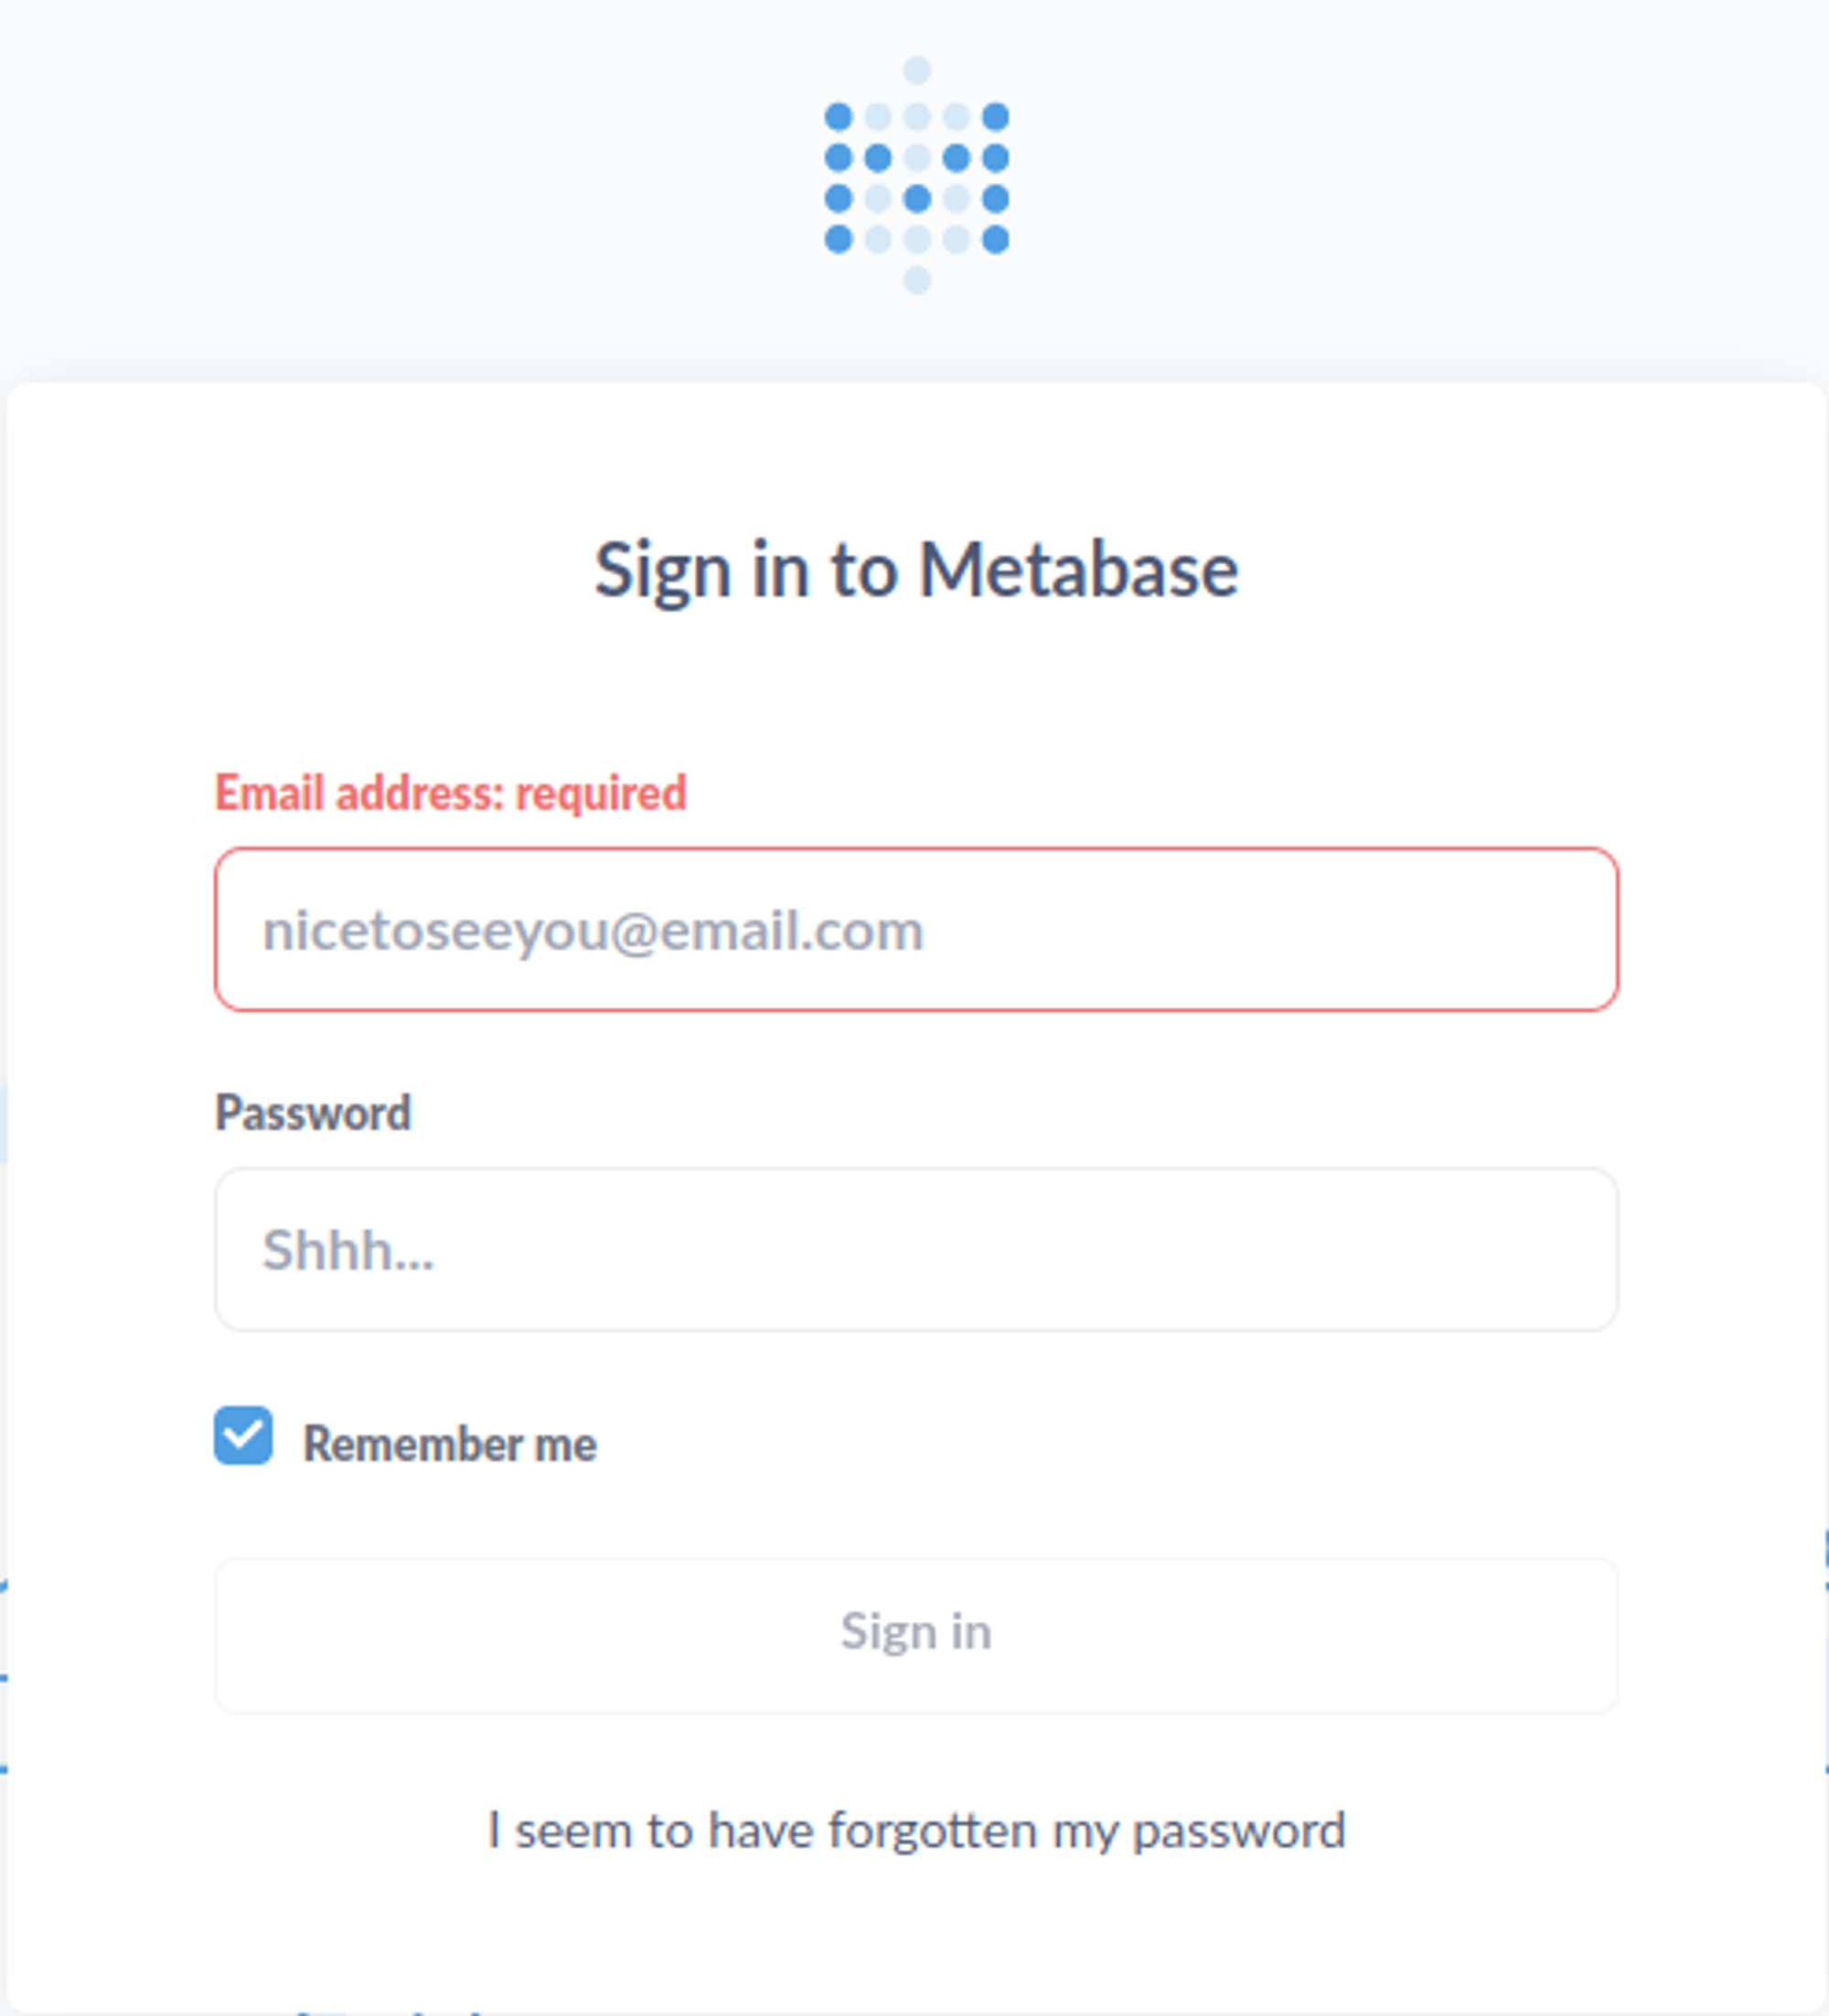 Sign in to Metabase
Email address: required
nicetoseeyou@email.com
Password
Shhh...
Remember me
Sign in
I seem to have forgotten my password